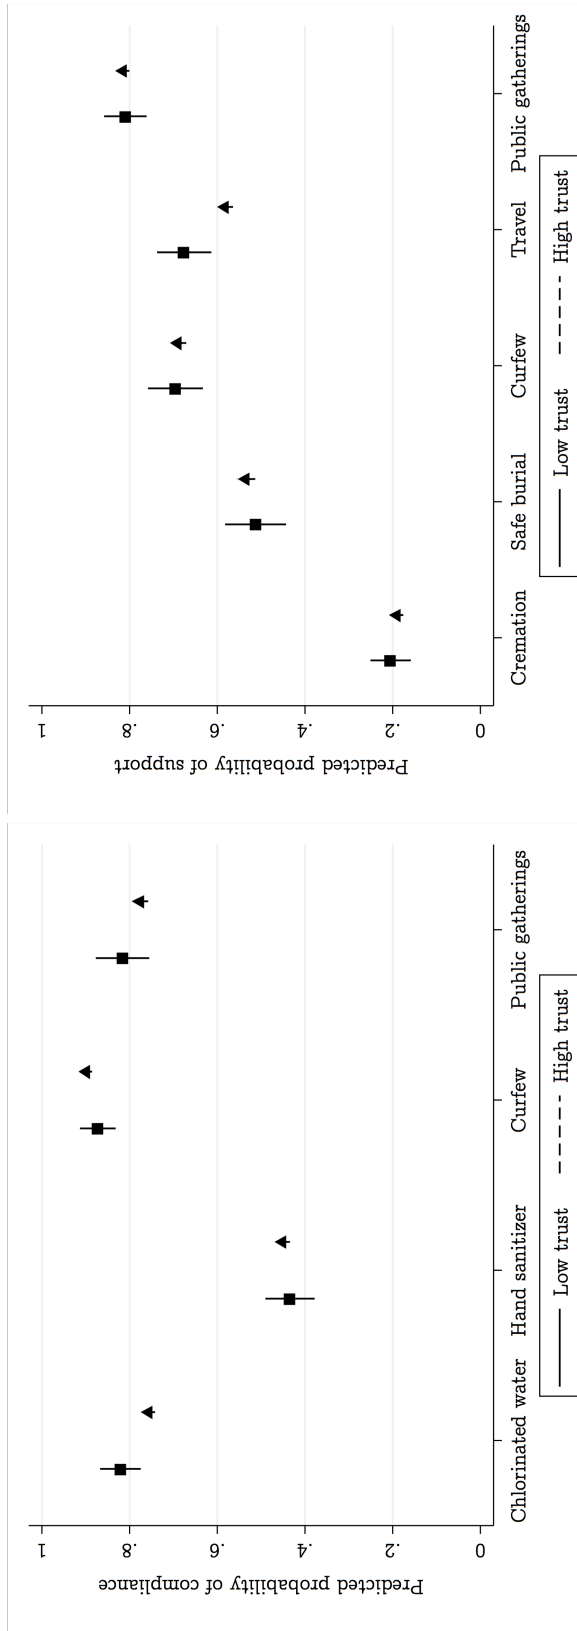 Predicted probability of compliance
0
.2
.4
.6
.8
1
Chlorinated water
Hand sanitizer
Curfew
Public gatherings
Low trust
High trust
Predicted probability of support
0
.2
.4
.6
.8
1
Cremation
Safe burial
Curfew
Travel
Public gatherings
Low trust
High trust